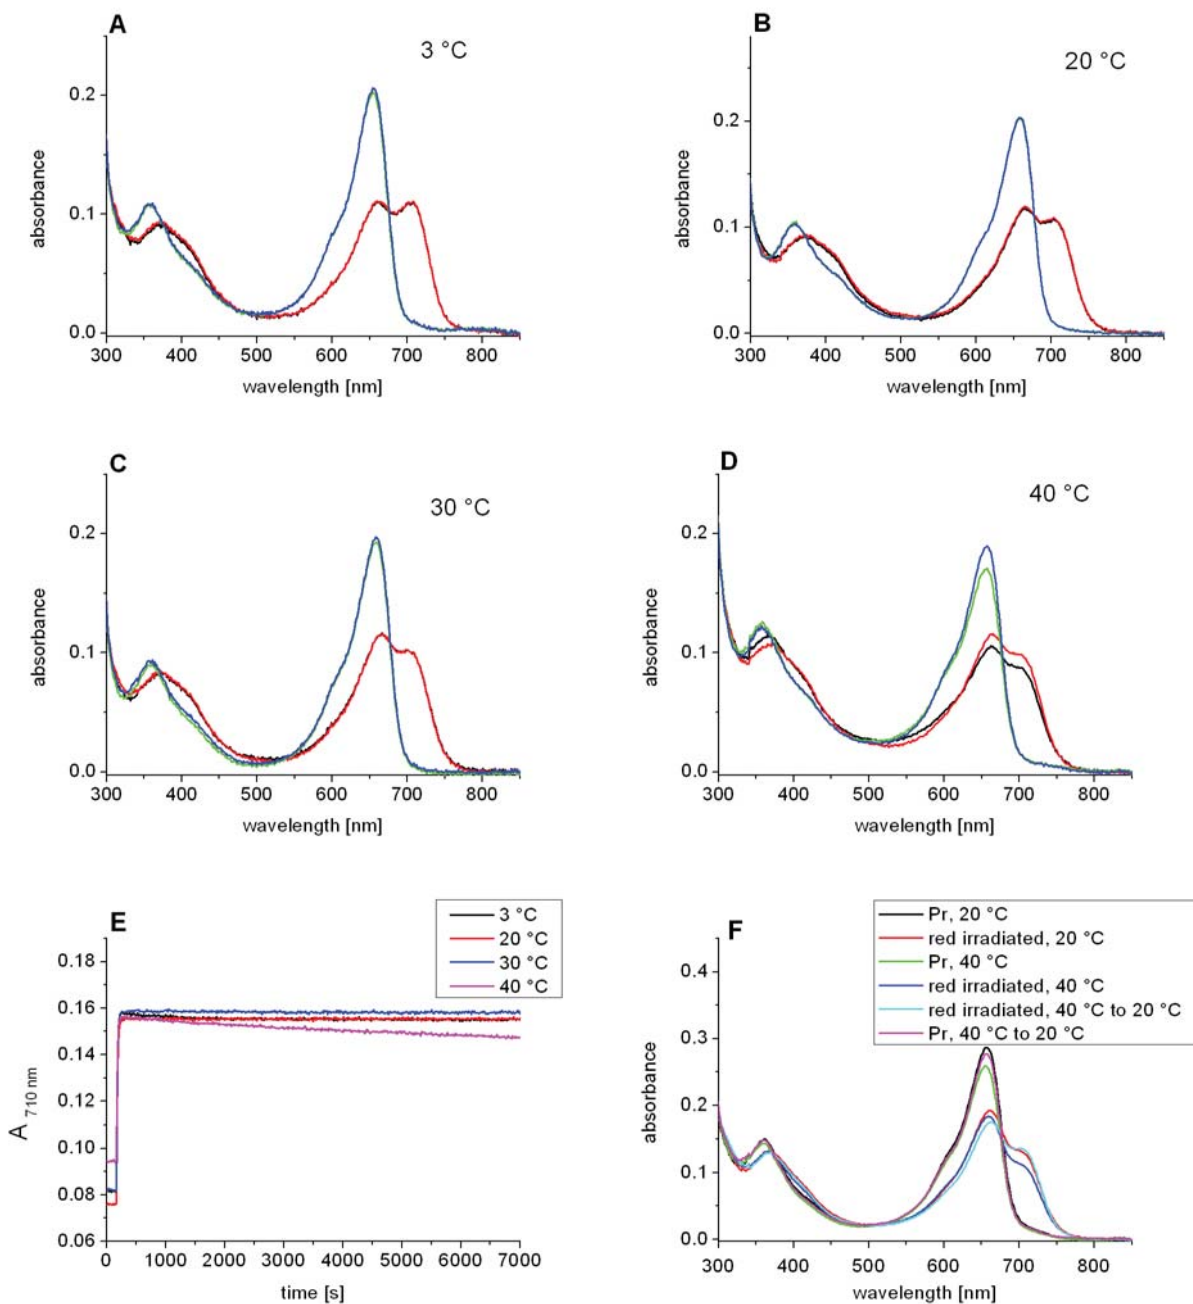 A
3 °C
0.2
0.1
0.0
absorbance
300 400 500 600 700 800
wavelength [nm]
B
20 °C
0.2
0.1
0.0
absorbance
300 400 500 600 700 800
wavelength [nm]
C
30 °C
0.2
0.1
0.0
absorbance
300 400 500 600 700 800
wavelength [nm]
D
40 °C
0.2
0.1
0.0
absorbance
300 400 500 600 700 800
wavelength [nm]
E
3 °C
20 °C
30 °C
40 °C
0.18
0.16
0.14
0.12
0.10
0.08
0.06
A 710 nm
0 1000 2000 3000 4000 5000 6000 7000
time [s]
F
Pr, 20 °C
red irradiated, 20 °C
Pr, 40 °C
red irradiated, 40 °C
red irradiated, 40 °C to 20 °C
Pr, 40 °C to 20 °C
0.4
0.3
0.2
0.1
0.0
absorbance
300 400 500 600 700 800
wavelength [nm]